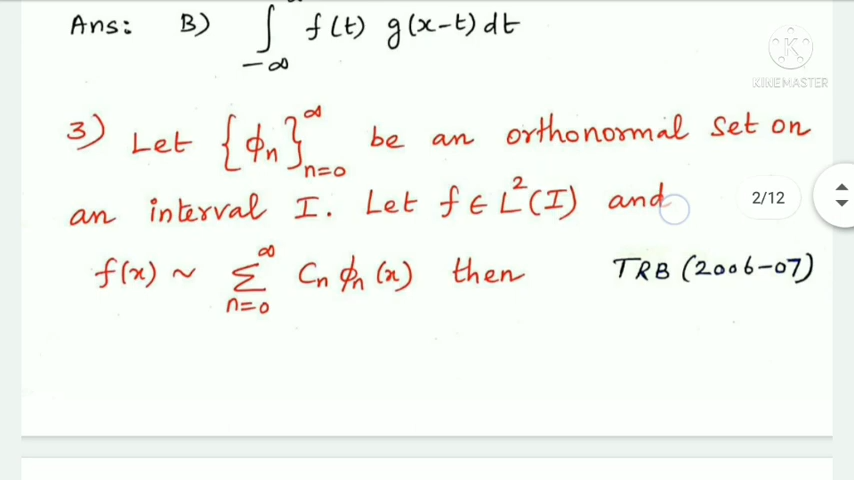 Ans: B) ∫_{-∞} f(t) g(x-t) dt
KINEMASTER
3) Let {ϕn}_{n=0}^{∞} be an orthonormal set on
an interval I. Let f ∈ L²(I) and
2/12
f(x) ~ Σ_{n=0}^{∞} Cn ϕn(x) then TRB (2006-07)